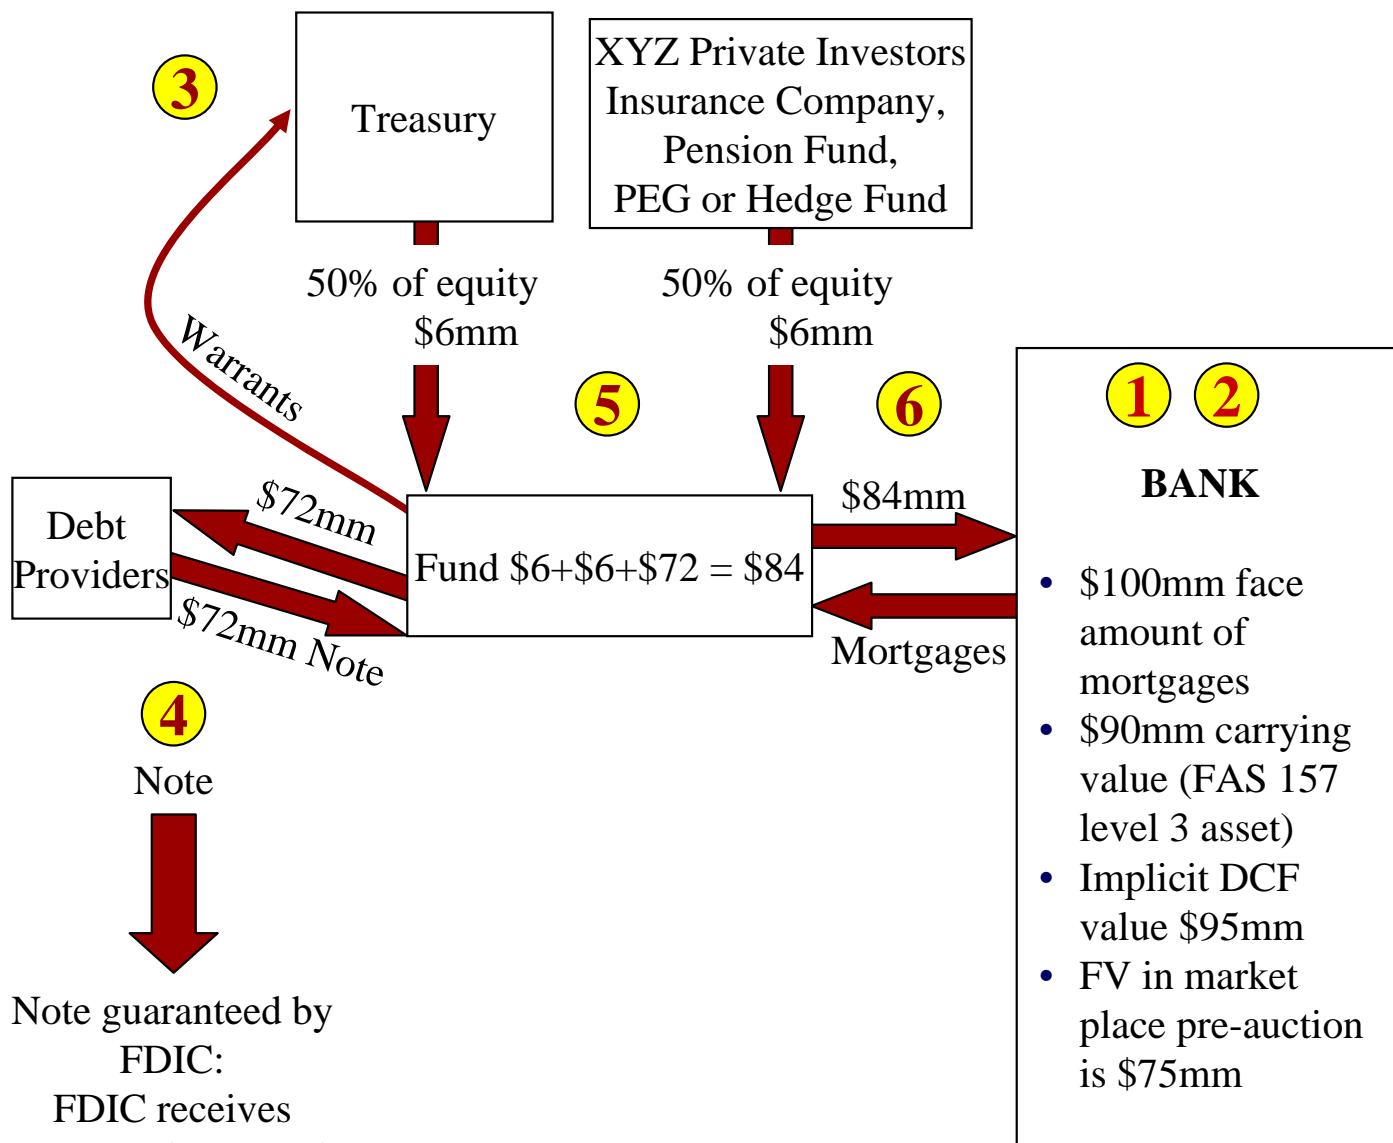 3
Treasury
XYZ Private Investors
Insurance Company,
Pension Fund,
PEG or Hedge Fund
50% of equity
$6mm
50% of equity
$6mm
Warrants
5
6
1
2
BANK
$72mm
$84mm
Debt
Providers
Fund $6+$6+$72 = $84
$72mm Note
Mortgages
• $100mm face
amount of
mortgages
• $90mm carrying
value (FAS 157
level 3 asset)
• Implicit DCF
value $95mm
• FV in market
place pre-auction
is $75mm
4
Note
Note guaranteed by
FDIC:
FDIC receives